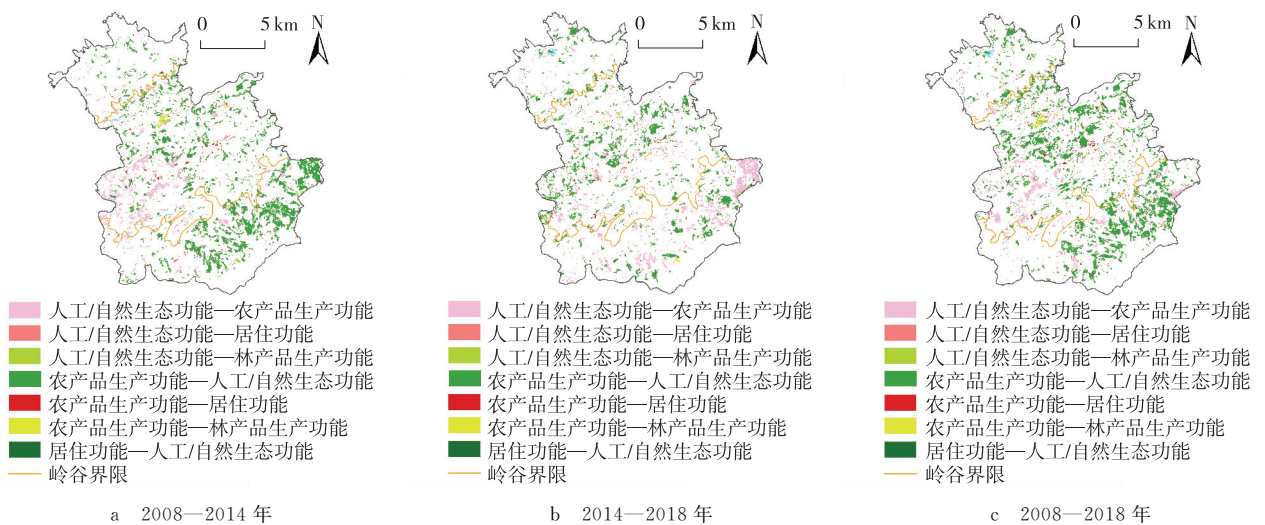 0 5 km N
人工/自然生态功能—农产品生产功能
人工/自然生态功能—居住功能
人工/自然生态功能—林产品生产功能
农产品生产功能—人工/自然生态功能
农产品生产功能—居住功能
农产品生产功能—林产品生产功能
居住功能—人工/自然生态功能
岭谷界限
a 2008—2014 年
0 5 km N
人工/自然生态功能—农产品生产功能
人工/自然生态功能—居住功能
人工/自然生态功能—林产品生产功能
农产品生产功能—人工/自然生态功能
农产品生产功能—居住功能
农产品生产功能—林产品生产功能
居住功能—人工/自然生态功能
岭谷界限
b 2014—2018 年
0 5 km N
人工/自然生态功能—农产品生产功能
人工/自然生态功能—居住功能
人工/自然生态功能—林产品生产功能
农产品生产功能—人工/自然生态功能
农产品生产功能—居住功能
农产品生产功能—林产品生产功能
居住功能—人工/自然生态功能
岭谷界限
c 2008—2018 年